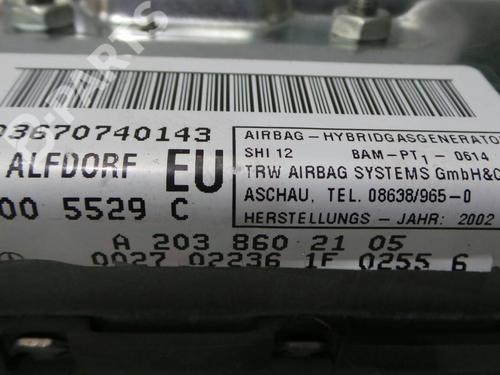 B-PARTS
03670740143
ALFDORF EU
00 5529 C
AIRBAG - HYBRIDGASGENERATO
SHI 12 BAM-PT1 - 0614
TRW AIRBAG SYSTEMS GmbH&C
ASCHAU, TEL. 08638/965-0
HERSTELLUNGS - JAHR: 2002
A 203 860 21 05
0027 02236 1F 0255 6